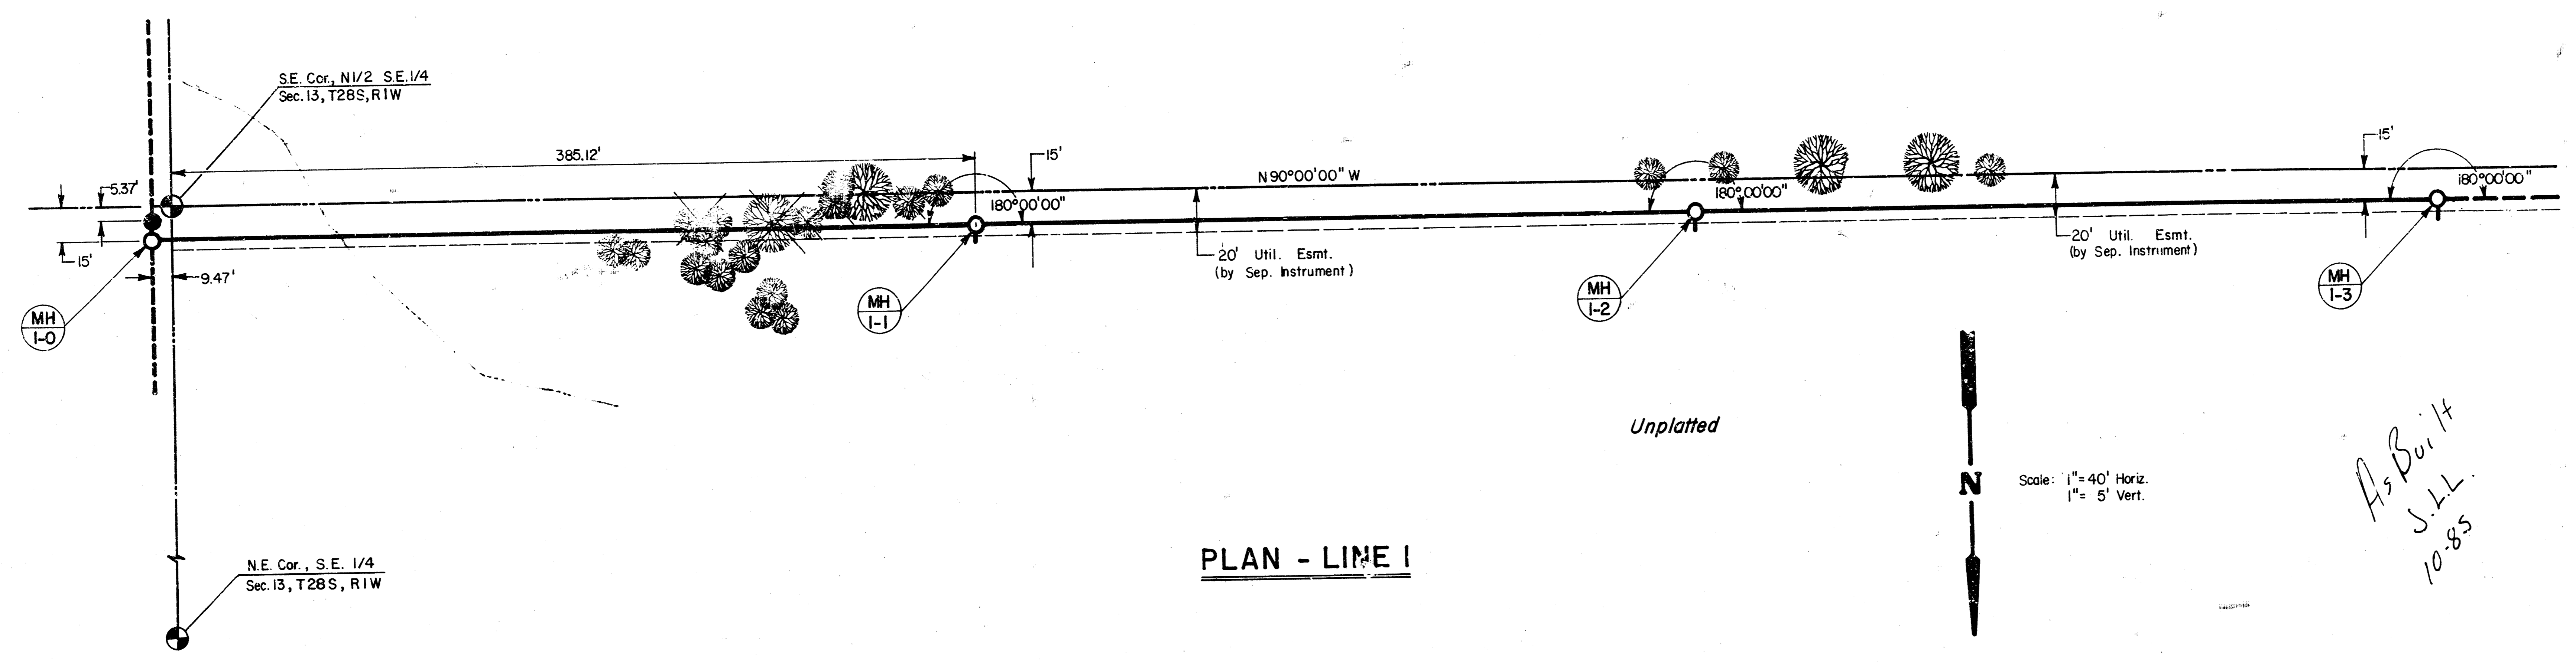 S.E. Cor., N1/2 S.E.1/4
Sec.13, T28S, R1W
385.12'
15'
N 90°00'00" W
15'
5.37'
180°00'00"
180°00'00"
180°00'00"
15'
9.47'
20' Util. Esmt.
(by Sep. Instrument)
20' Util. Esmt.
(by Sep. Instrument)
MH
1-0
MH
1-1
MH
1-2
MH
1-3
Unplatted
N
Scale: 1"=40' Horiz.
1"= 5' Vert.
As Built
J.L.L.
10-85
PLAN - LINE 1
N.E. Cor., S.E. 1/4
Sec.13, T28S, R1W